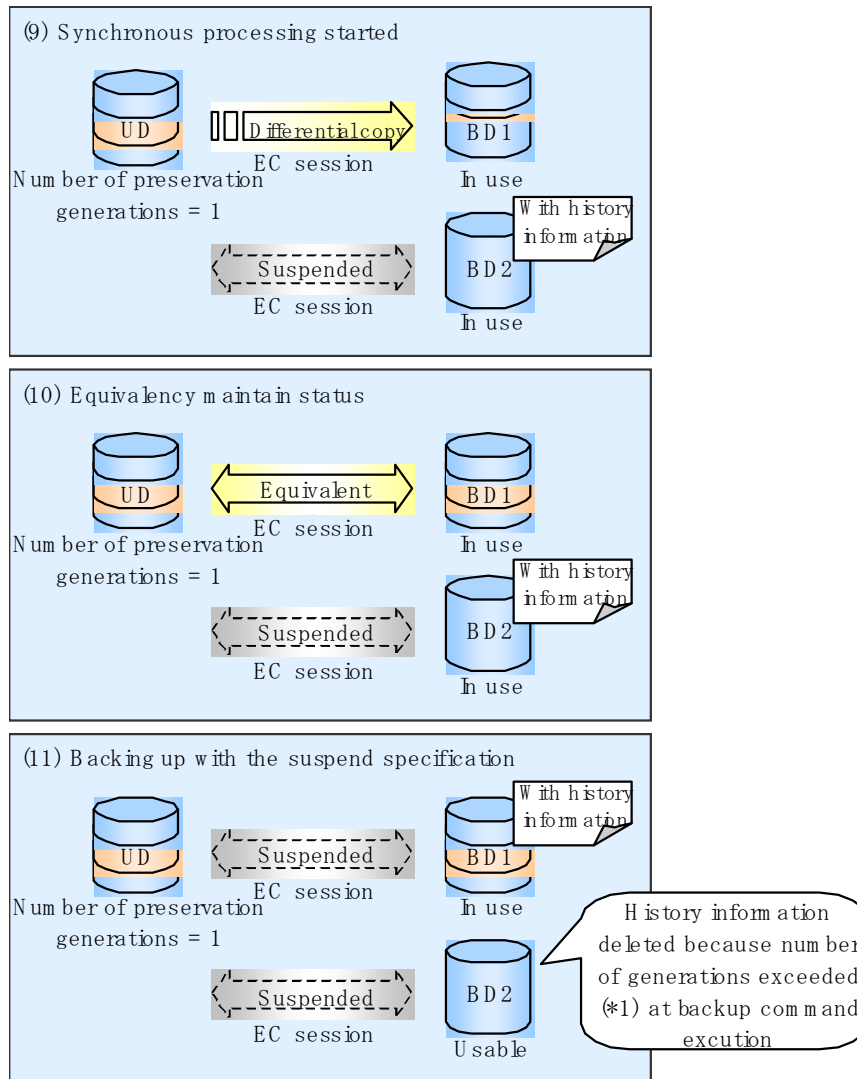 (9) Synchronous processing started
UD
Differential copy
BD1
EC session
Number of preservation
generations = 1
In use
With history
information
Suspended
BD2
EC session
In use
(10) Equivalency maintain status
UD
Equivalent
BD1
EC session
Number of preservation
generations = 1
In use
With history
information
Suspended
BD2
EC session
In use
(11) Backing up with the suspend specification
With history
information
UD
Suspended
BD1
EC session
Number of preservation
generations = 1
In use
History information
deleted because number
of generations exceeded
(*1) at backup command
excution
Suspended
BD2
EC session
Usable